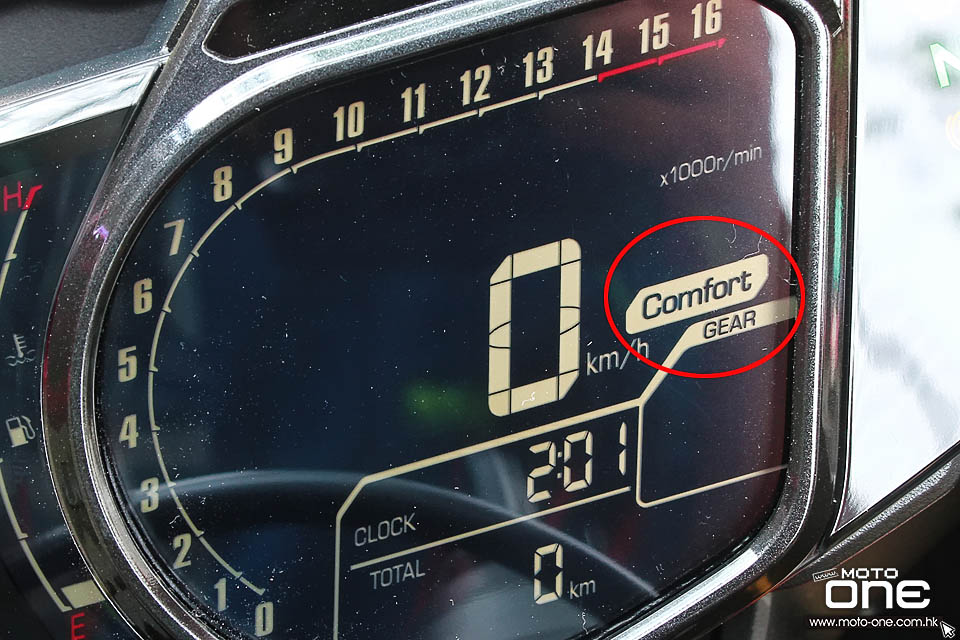 H
E
0 1 2 3 4 5 6 7 8 9 10 11 12 13 14 15 16
x1000r/min
Comfort
GEAR
0 km/h
CLOCK 2:01
TOTAL 0 km
N
www.
MOTO
ONE
www.moto-one.com.hk